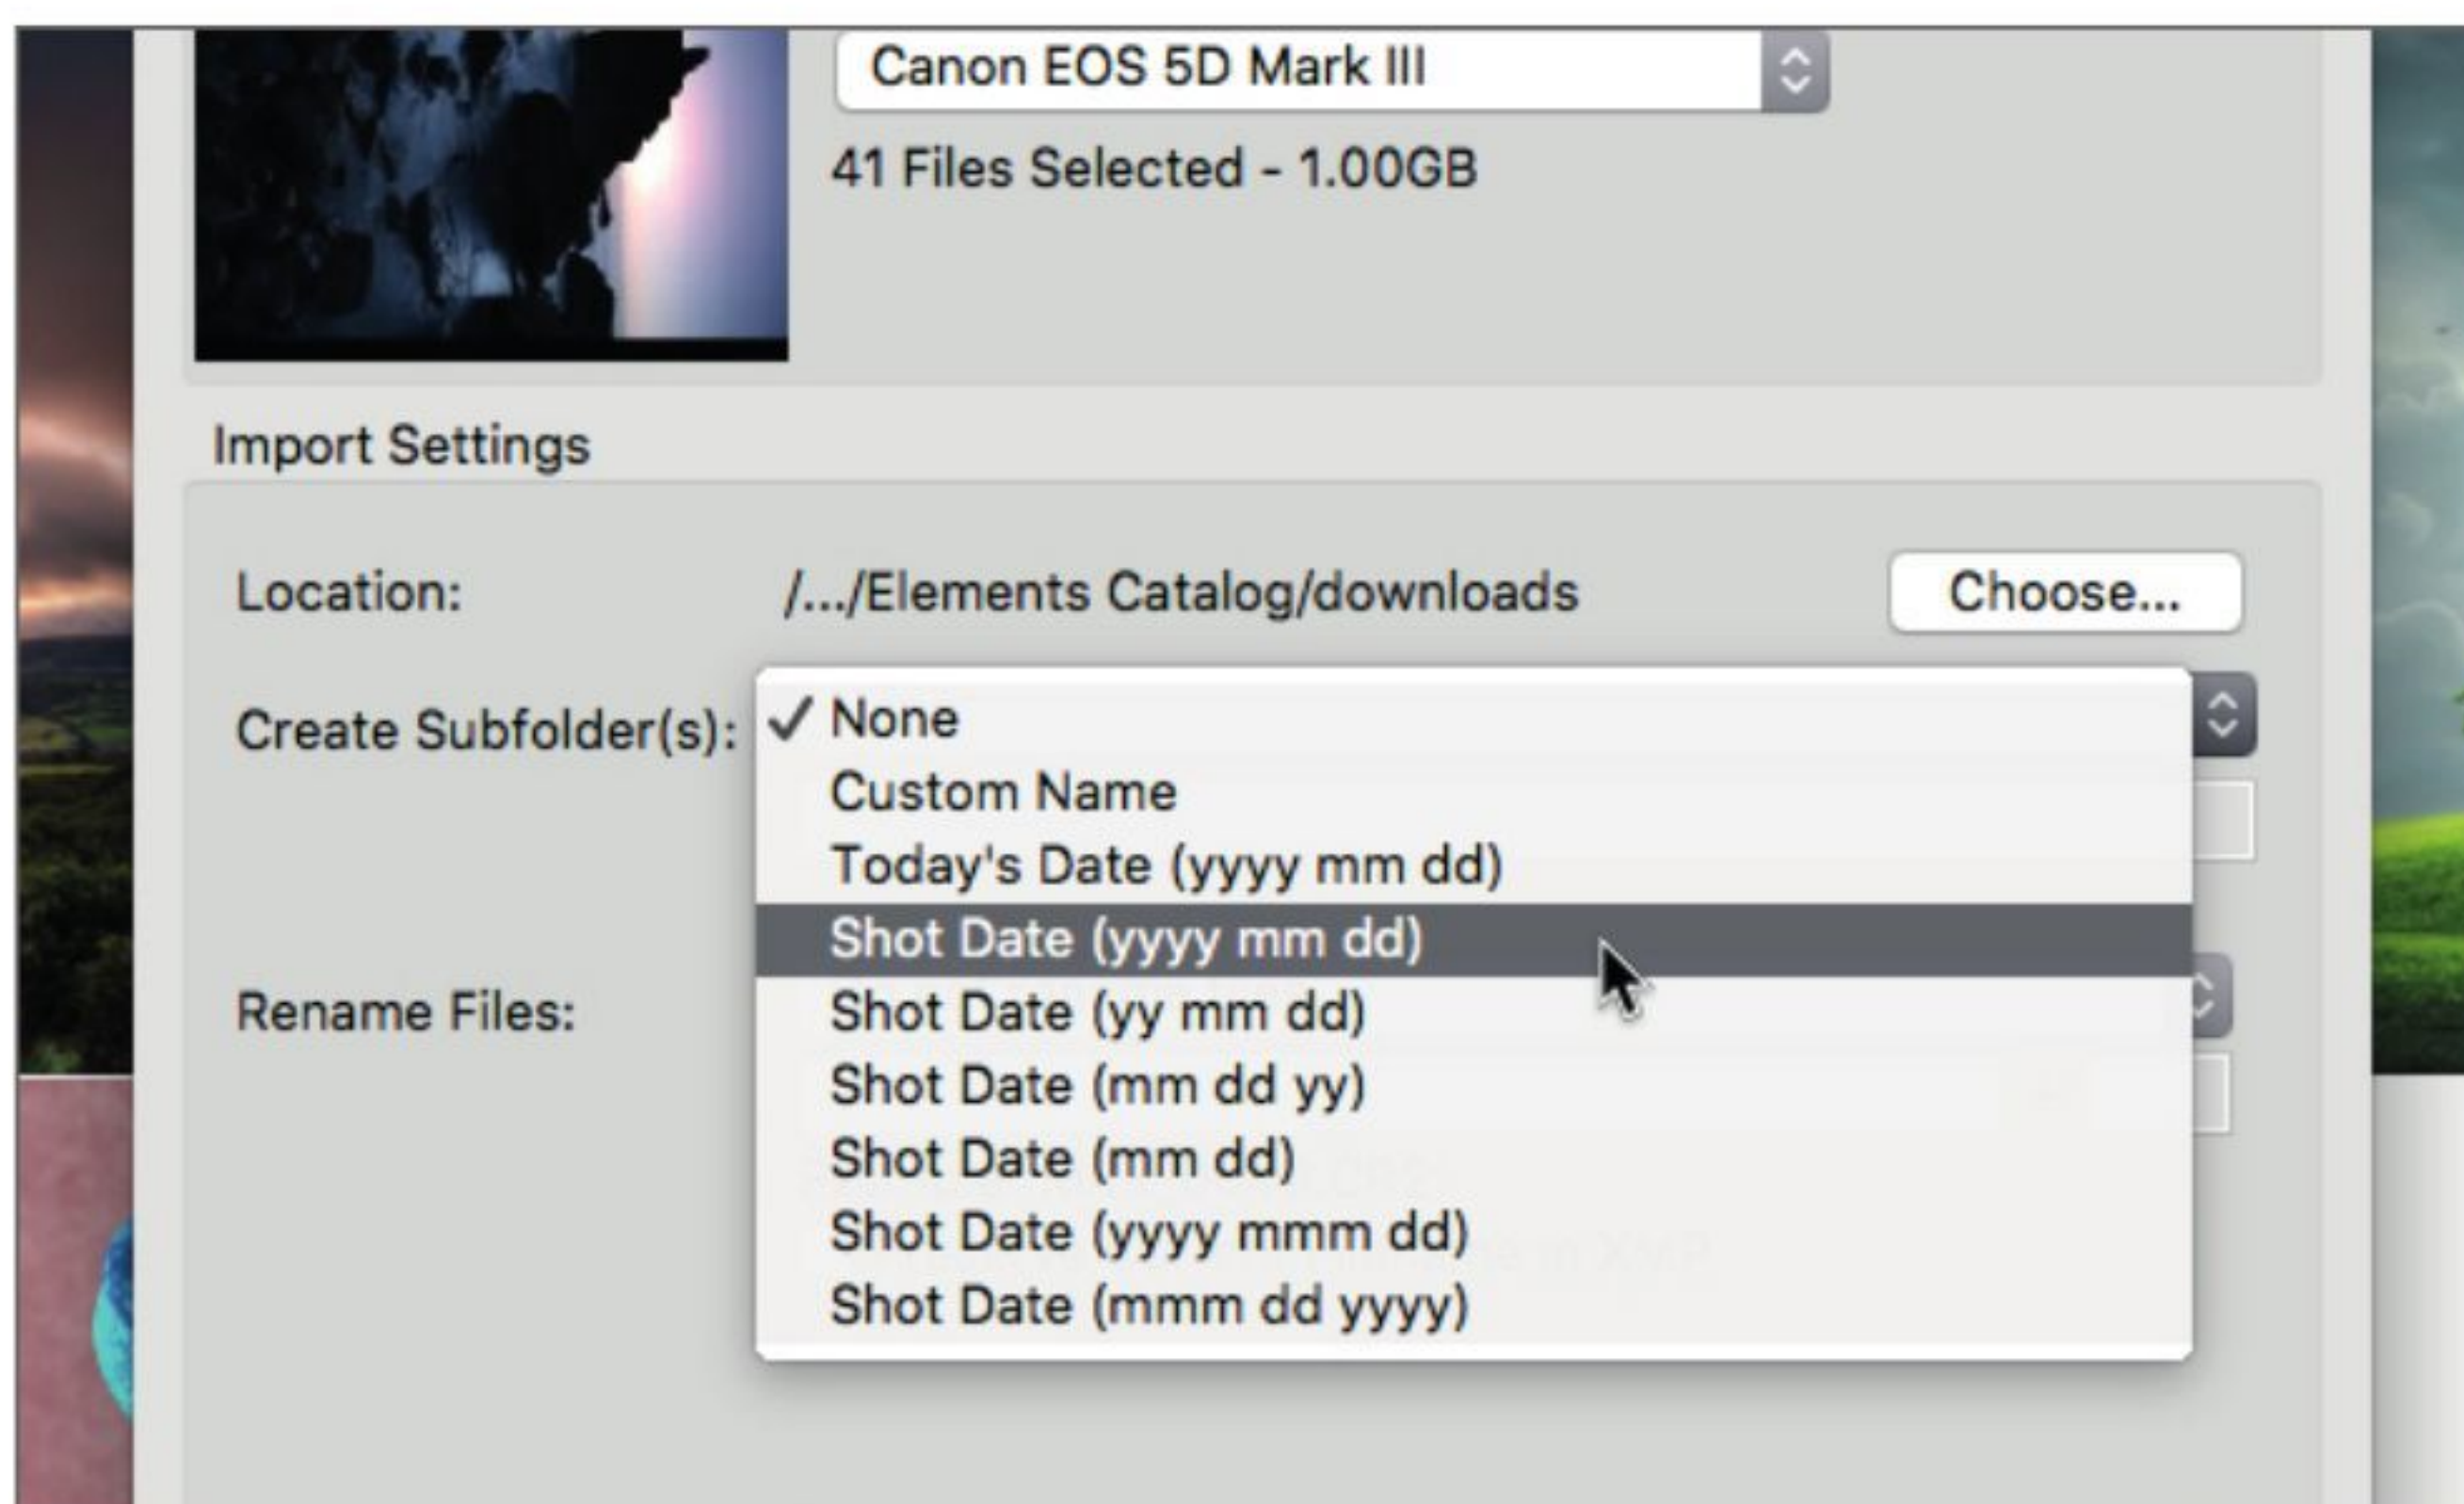 Canon EOS 5D Mark III
41 Files Selected - 1.00GB
Import Settings
Location: /.../Elements Catalog/downloads Choose...
Create Subfolder(s): ✓ None
Custom Name
Today's Date (yyyy mm dd)
Shot Date (yyyy mm dd)
Rename Files: Shot Date (yy mm dd)
Shot Date (mm dd yy)
Shot Date (mm dd)
Shot Date (yyyy mmm dd)
Shot Date (mmm dd yyyy)